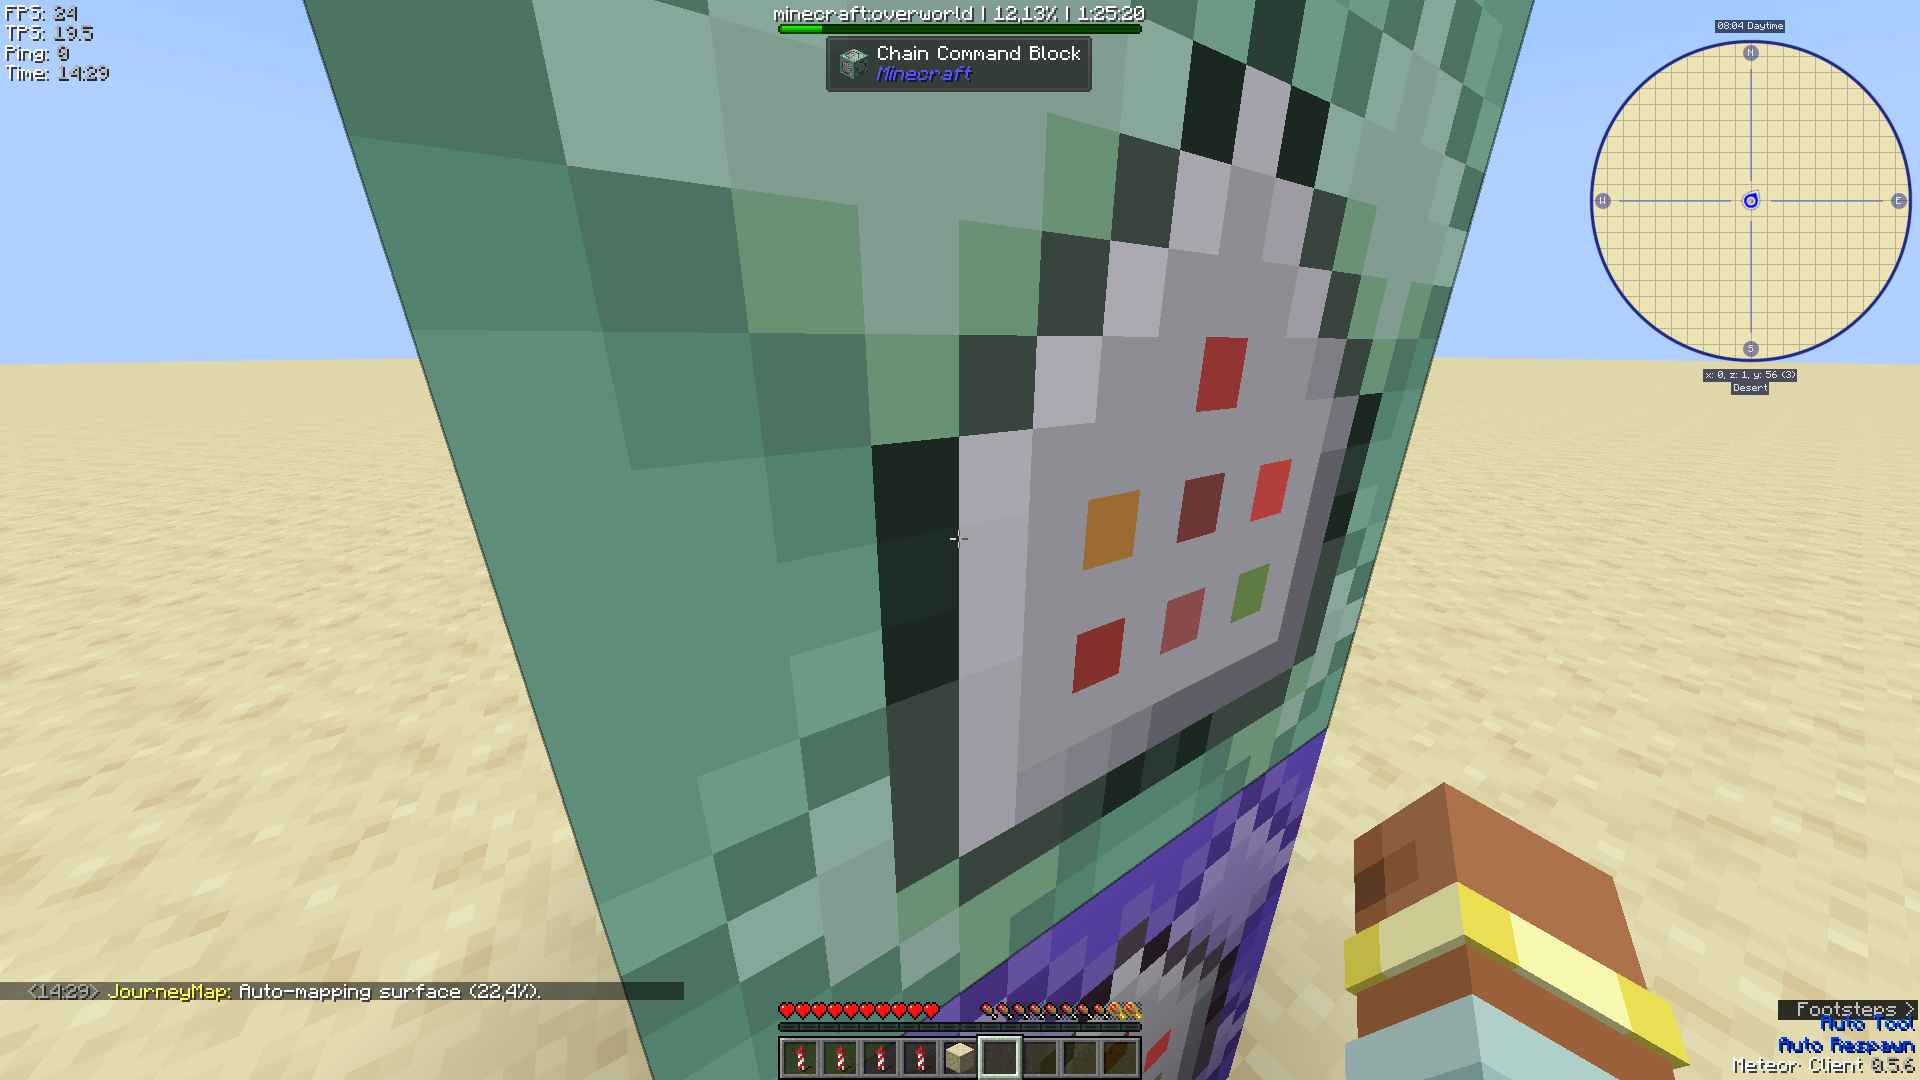 FPS: 24
TPS: 19.5
Ping: 0
Time: 14:29
minecraft:overworld | 12,13% | 1:25:20
Chain Command Block
Minecraft
08:04 Daytime
N
W
E
S
x: 0, z: 1, y: 56 (3)
Desert
<14:29> JourneyMap: Auto-mapping surface (22,4%).
Footsteps >
Auto Tool
Auto Respawn
Meteor Client 0.5.6